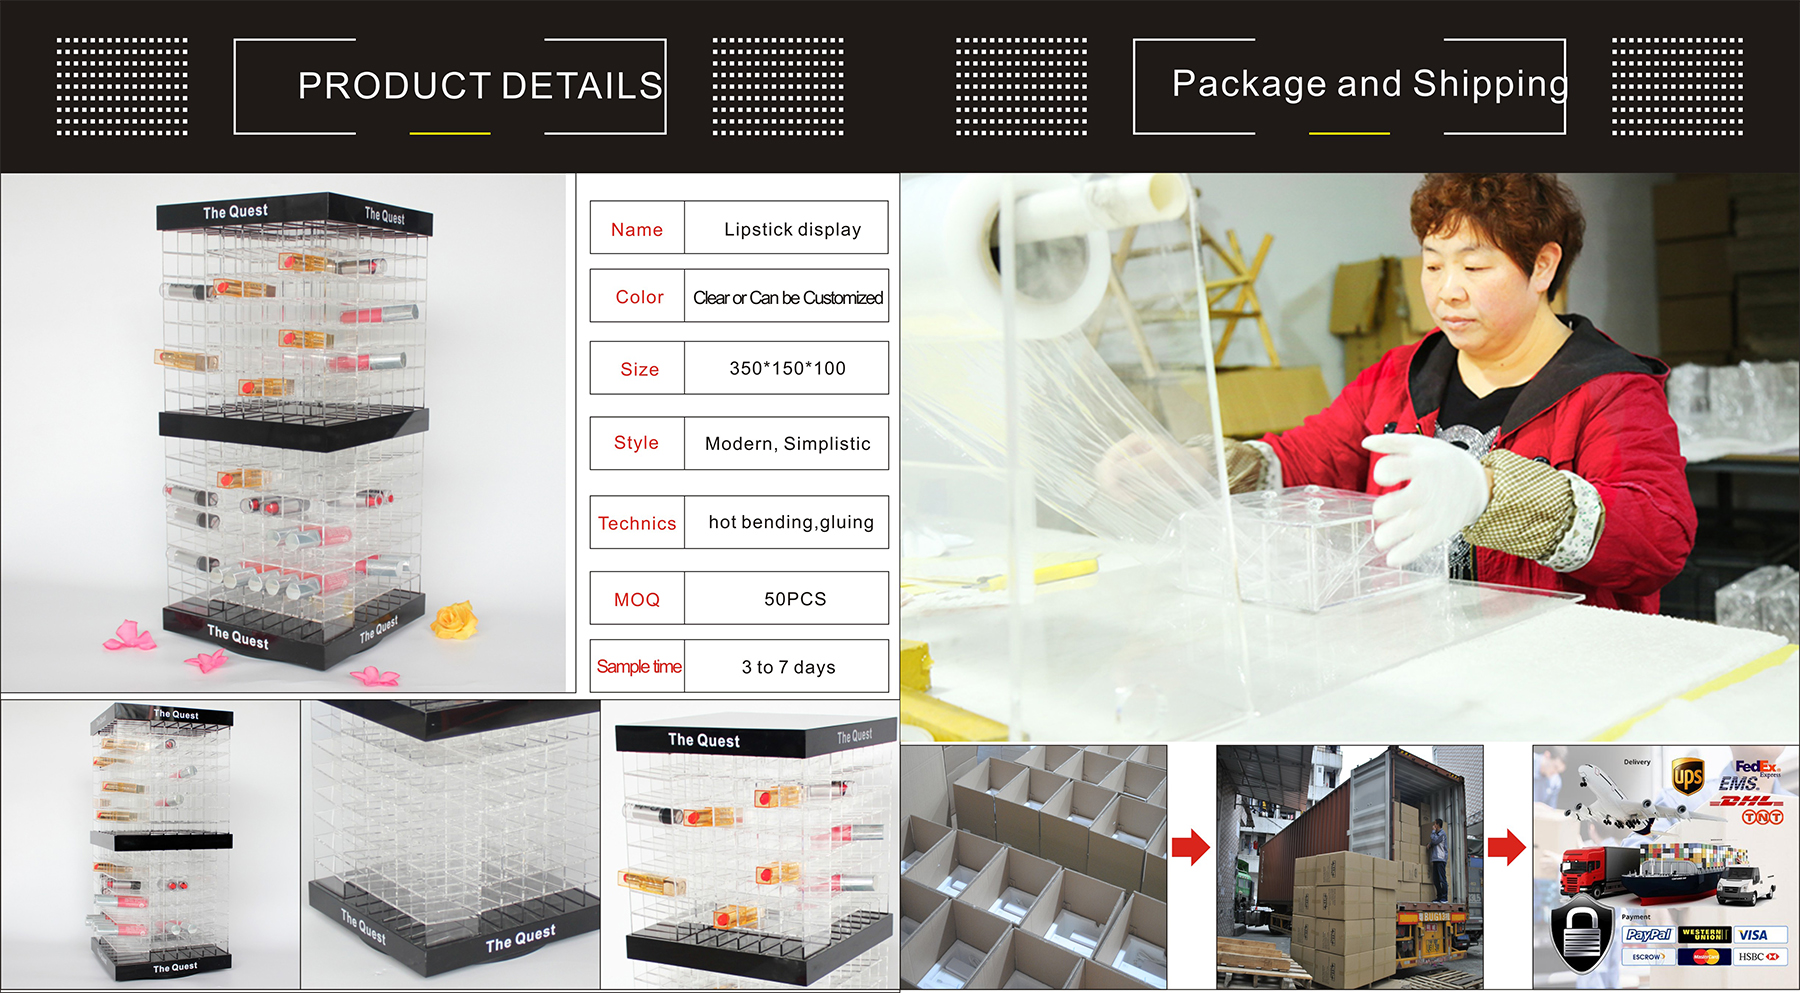 PRODUCT DETAILS
Package and Shipping
The Quest
The Quest
The Quest
The Quest
Name
Lipstick display
Color
Clear or Can be Customized
Size
350*150*100
Style
Modern, Simplistic
Technics
hot bending,gluing
MOQ
50PCS
Sample time
3 to 7 days
The Quest
The Quest
The Quest
The Quest
The Quest
The Quest
Delivery
ups
FedEx
Express
EMS
DHL
TNT
Payment
PayPal
WESTERN
UNION
VISA
ESCROW
MasterCard
HSBC